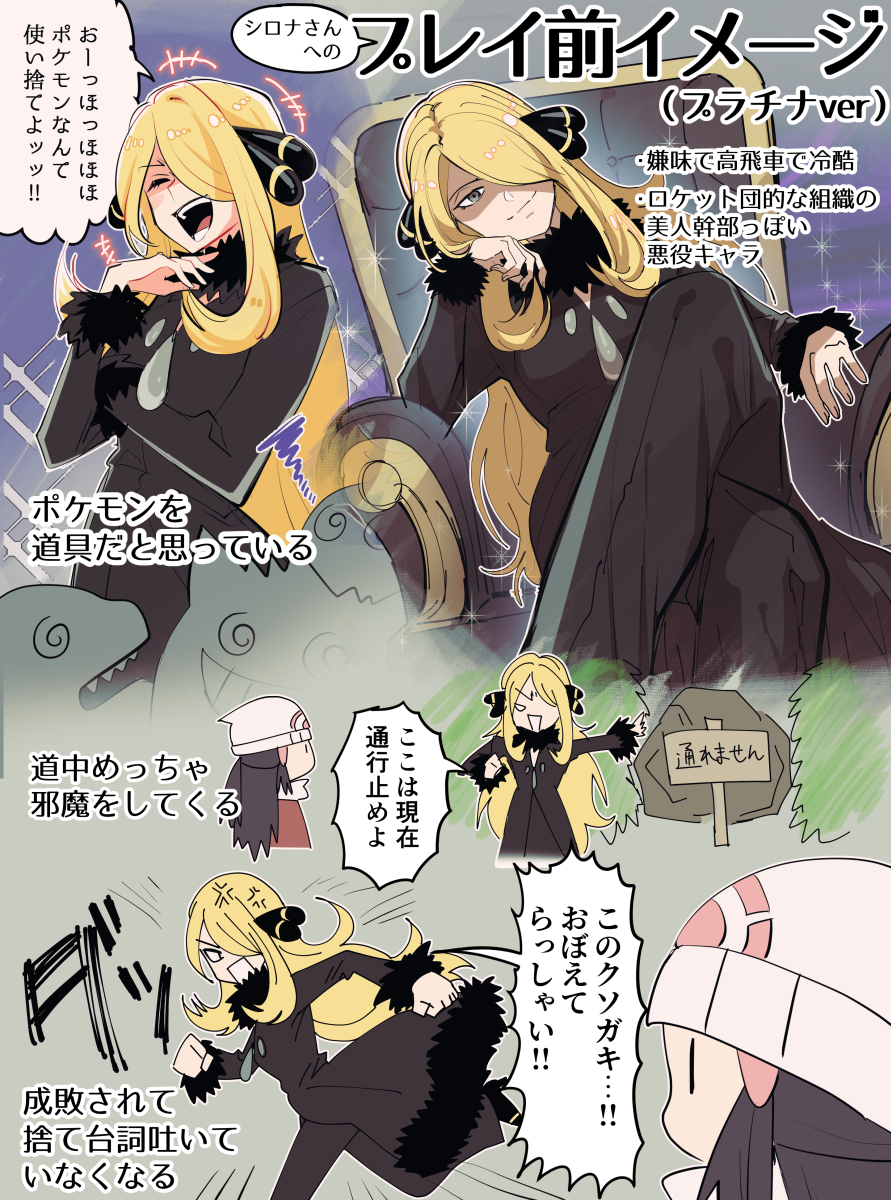 シロナさん
への
プレイ前イメージ
(プラチナver)
おーっほっほほほ
ポケモンなんて
使い捨てよッッ!!
・嫌味で高飛車で冷酷
・ロケット団的な組織の
美人幹部っぽい
悪役キャラ
ポケモンを
道具だと思っている
道中めっちゃ
邪魔をしてくる
ここは現在
通行止めよ
通れません
このクソガキ…!!
おぼえて
らっしゃい!!
ダッ
成敗されて
捨て台詞吐いて
いなくなる